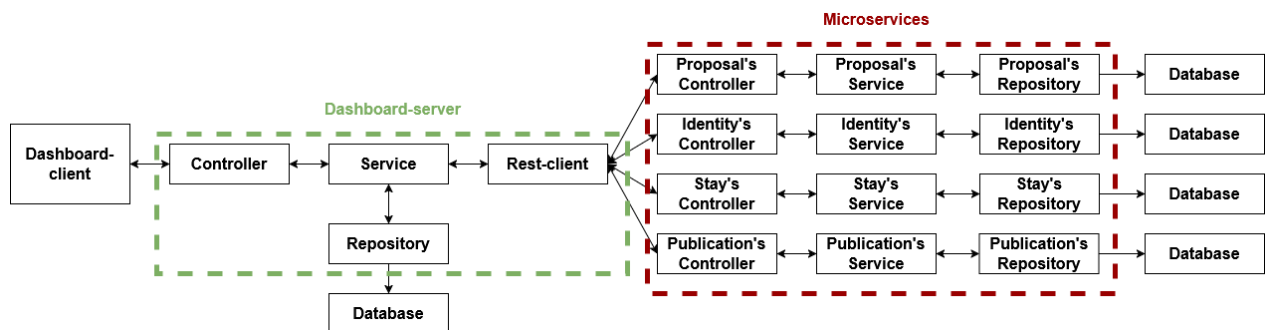 Microservices
Proposal's
Controller
Proposal's
Service
Proposal's
Repository
Database
Dashboard-server
Identity's
Controller
Identity's
Service
Identity's
Repository
Database
Dashboard-
client
Controller
Service
Rest-client
Stay's
Controller
Stay's
Service
Stay's
Repository
Database
Repository
Publication's
Controller
Publication's
Service
Publication's
Repository
Database
Database